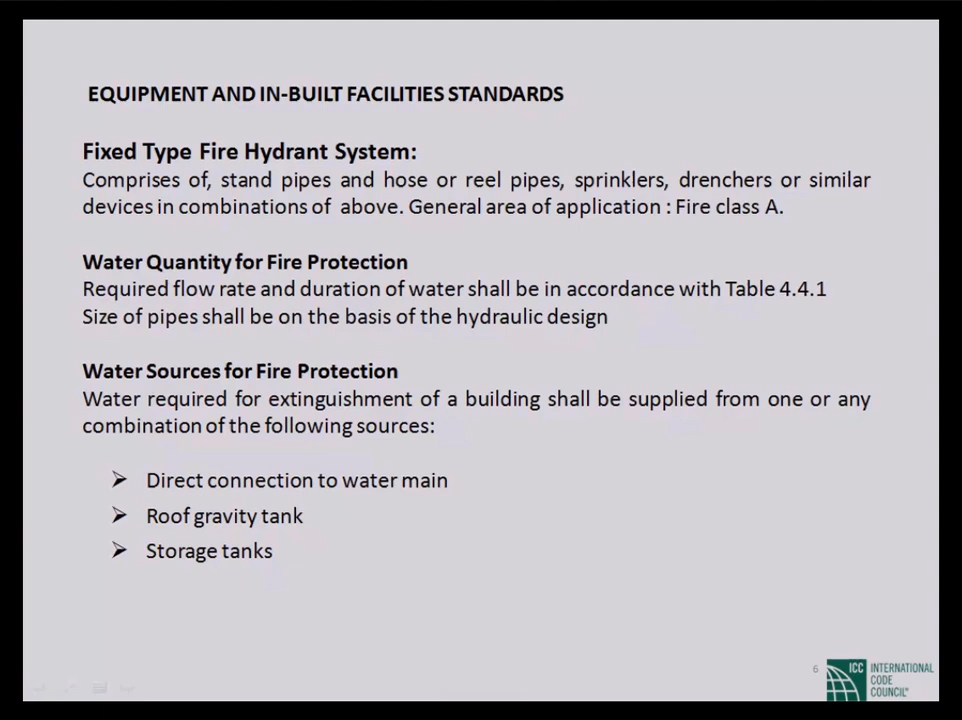 EQUIPMENT AND IN-BUILT FACILITIES STANDARDS
Fixed Type Fire Hydrant System:
Comprises of, stand pipes and hose or reel pipes, sprinklers, drenchers or similar
devices in combinations of above. General area of application : Fire class A.
Water Quantity for Fire Protection
Required flow rate and duration of water shall be in accordance with Table 4.4.1
Size of pipes shall be on the basis of the hydraulic design
Water Sources for Fire Protection
Water required for extinguishment of a building shall be supplied from one or any
combination of the following sources:
Direct connection to water main
Roof gravity tank
Storage tanks
6
ICC INTERNATIONAL
CODE
COUNCIL®